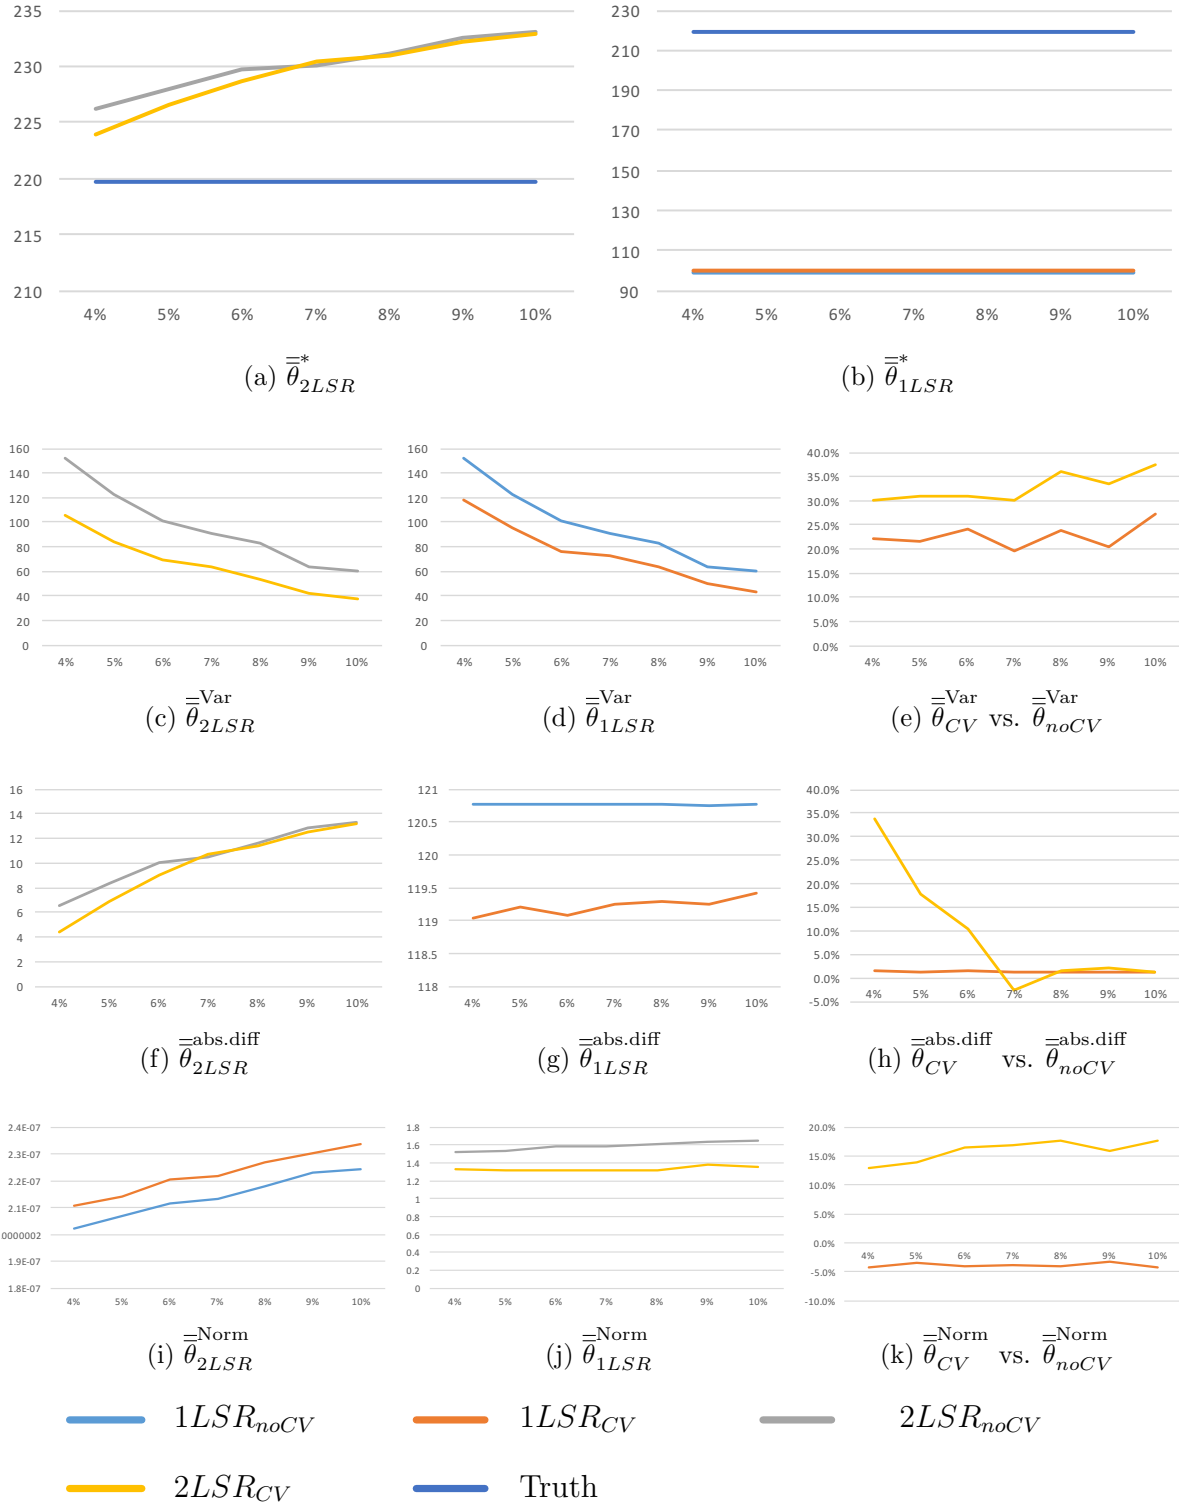 235
230
225
220
215
210
4% 5% 6% 7% 8% 9% 10%
(a) θ̿*2LSR
230
210
190
170
150
130
110
90
4% 5% 6% 7% 8% 9% 10%
(b) θ̿*1LSR
160
140
120
100
80
60
40
20
0
4% 5% 6% 7% 8% 9% 10%
(c) θ̿Var2LSR
160
140
120
100
80
60
40
20
0
4% 5% 6% 7% 8% 9% 10%
(d) θ̿Var1LSR
40.0%
35.0%
30.0%
25.0%
20.0%
15.0%
10.0%
5.0%
0.0%
4% 5% 6% 7% 8% 9% 10%
(e) θ̿VarCV vs. θ̿VarnoCV
16
14
12
10
8
6
4
2
0
4% 5% 6% 7% 8% 9% 10%
(f) θ̿abs.diff2LSR
121
120.5
120
119.5
119
118.5
118
4% 5% 6% 7% 8% 9% 10%
(g) θ̿abs.diff1LSR
40.0%
35.0%
30.0%
25.0%
20.0%
15.0%
10.0%
5.0%
0.0%
-5.0%
4% 5% 6% 7% 8% 9% 10%
(h) θ̿abs.diffCV vs. θ̿abs.diffnoCV
2.4E-07
2.3E-07
2.2E-07
2.1E-07
0000002
1.9E-07
1.8E-07
4% 5% 6% 7% 8% 9% 10%
(i) θ̿Norm2LSR
1.8
1.6
1.4
1.2
1
0.8
0.6
0.4
0.2
0
4% 5% 6% 7% 8% 9% 10%
(j) θ̿Norm1LSR
20.0%
15.0%
10.0%
5.0%
0.0%
-5.0%
-10.0%
4% 5% 6% 7% 8% 9% 10%
(k) θ̿NormCV vs. θ̿NormnoCV
1LSRnoCV 1LSRCV 2LSRnoCV
2LSRCV Truth